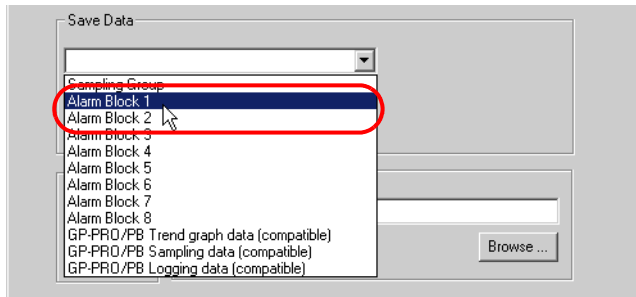 Save Data
Sampling Group
Alarm Block 1
Alarm Block 2
Alarm Block 3
Alarm Block 4
Alarm Block 5
Alarm Block 6
Alarm Block 7
Alarm Block 8
GP-PRO/PB Trend graph data (compatible)
GP-PRO/PB Sampling data (compatible)
GP-PRO/PB Logging data (compatible)
Browse ...